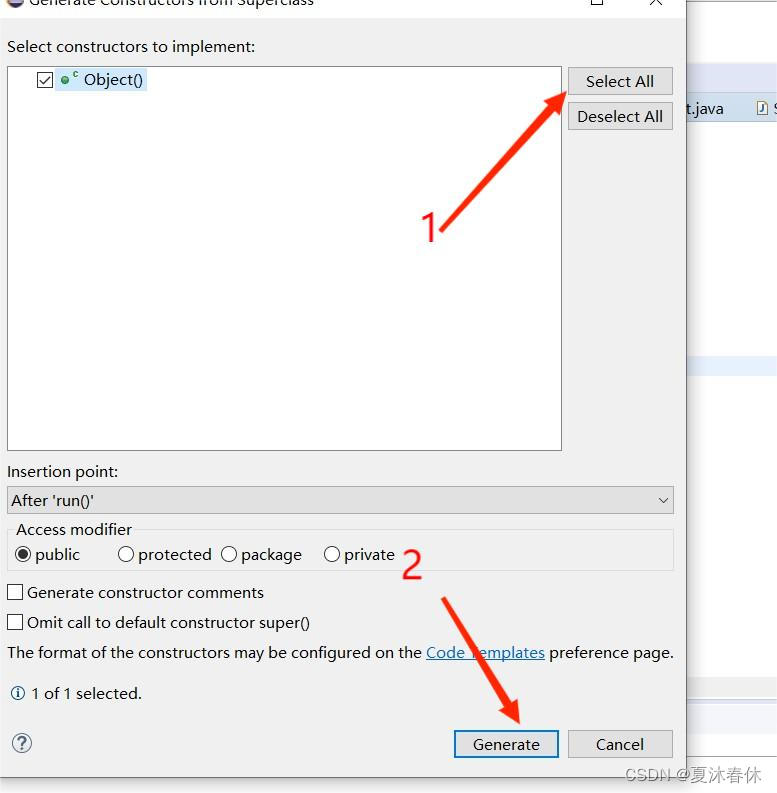 Generate Constructors from Superclass
Select constructors to implement:
Object()
Select All
Deselect All
t.java
1
Insertion point:
After 'run()'
Access modifier
public protected package private
2
Generate constructor comments
Omit call to default constructor super()
The format of the constructors may be configured on the Code Templates preference page.
1 of 1 selected.
Generate Cancel
CSDN @夏沐春休